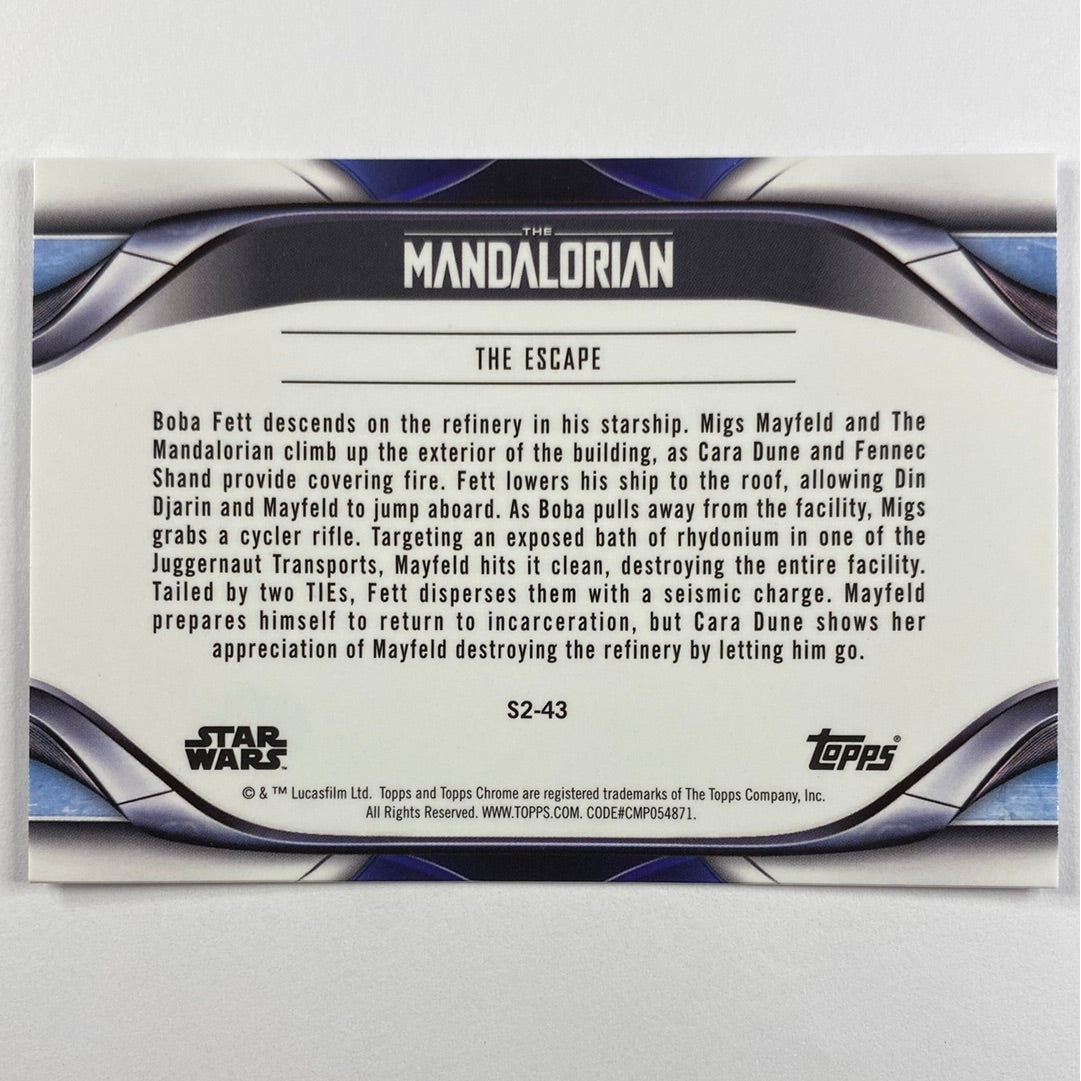 THE
MANDALORIAN
THE ESCAPE
Boba Fett descends on the refinery in his starship. Migs Mayfeld and The
Mandalorian climb up the exterior of the building, as Cara Dune and Fennec
Shand provide covering fire. Fett lowers his ship to the roof, allowing Din
Djarin and Mayfeld to jump aboard. As Boba pulls away from the facility, Migs
grabs a cycler rifle. Targeting an exposed bath of rhydonium in one of the
Juggernaut Transports, Mayfeld hits it clean, destroying the entire facility.
Tailed by two TIEs, Fett disperses them with a seismic charge. Mayfeld
prepares himself to return to incarceration, but Cara Dune shows her
appreciation of Mayfeld destroying the refinery by letting him go.
S2-43
STAR
WARS™
Topps®
© & ™ Lucasfilm Ltd. Topps and Topps Chrome are registered trademarks of The Topps Company, Inc.
All Rights Reserved. WWW.TOPPS.COM. CODE#CMP054871.